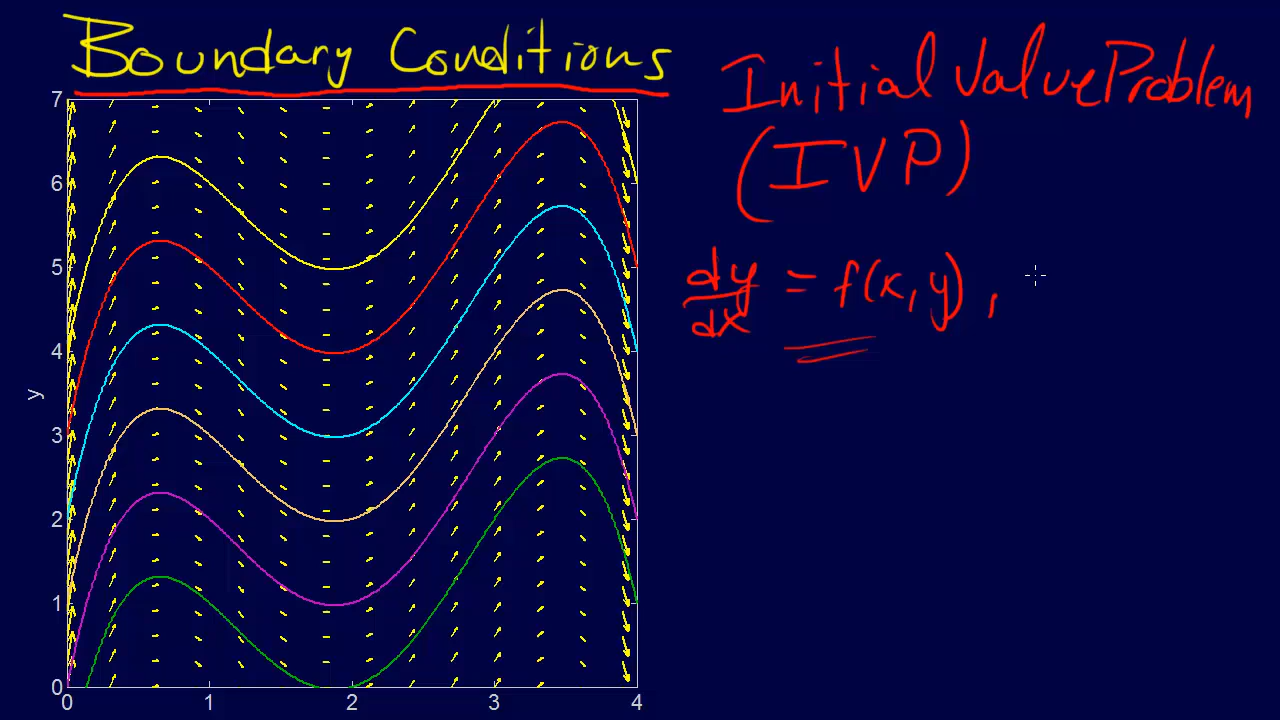 Boundary Conditions
Initial Value Problem
(IVP)
dy/dx = f(x,y),
7
6
5
4
3
2
1
0
y
0 1 2 3 4